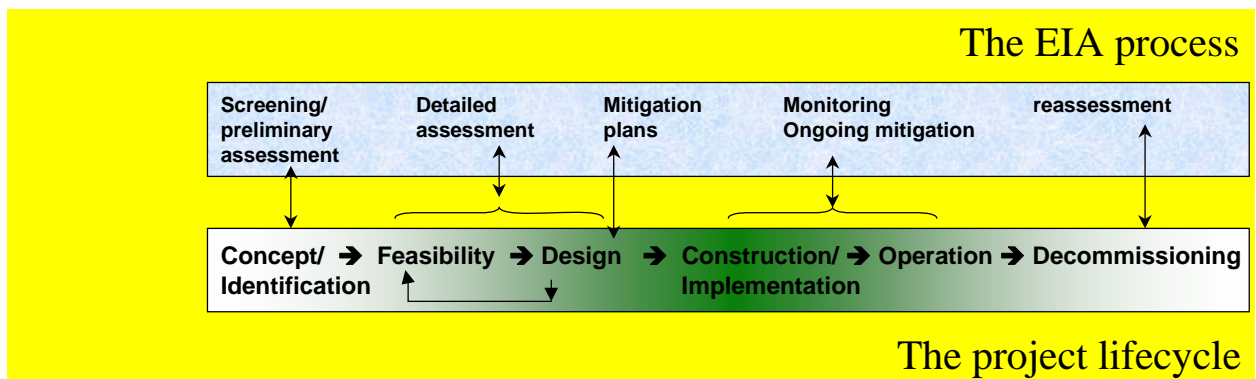 The EIA process
Screening/
preliminary
assessment
Detailed
assessment
Mitigation
plans
Monitoring
Ongoing mitigation
reassessment
Concept/ ➔ Feasibility ➔ Design ➔ Construction/ ➔ Operation ➔ Decommissioning
Identification
Implementation
The project lifecycle